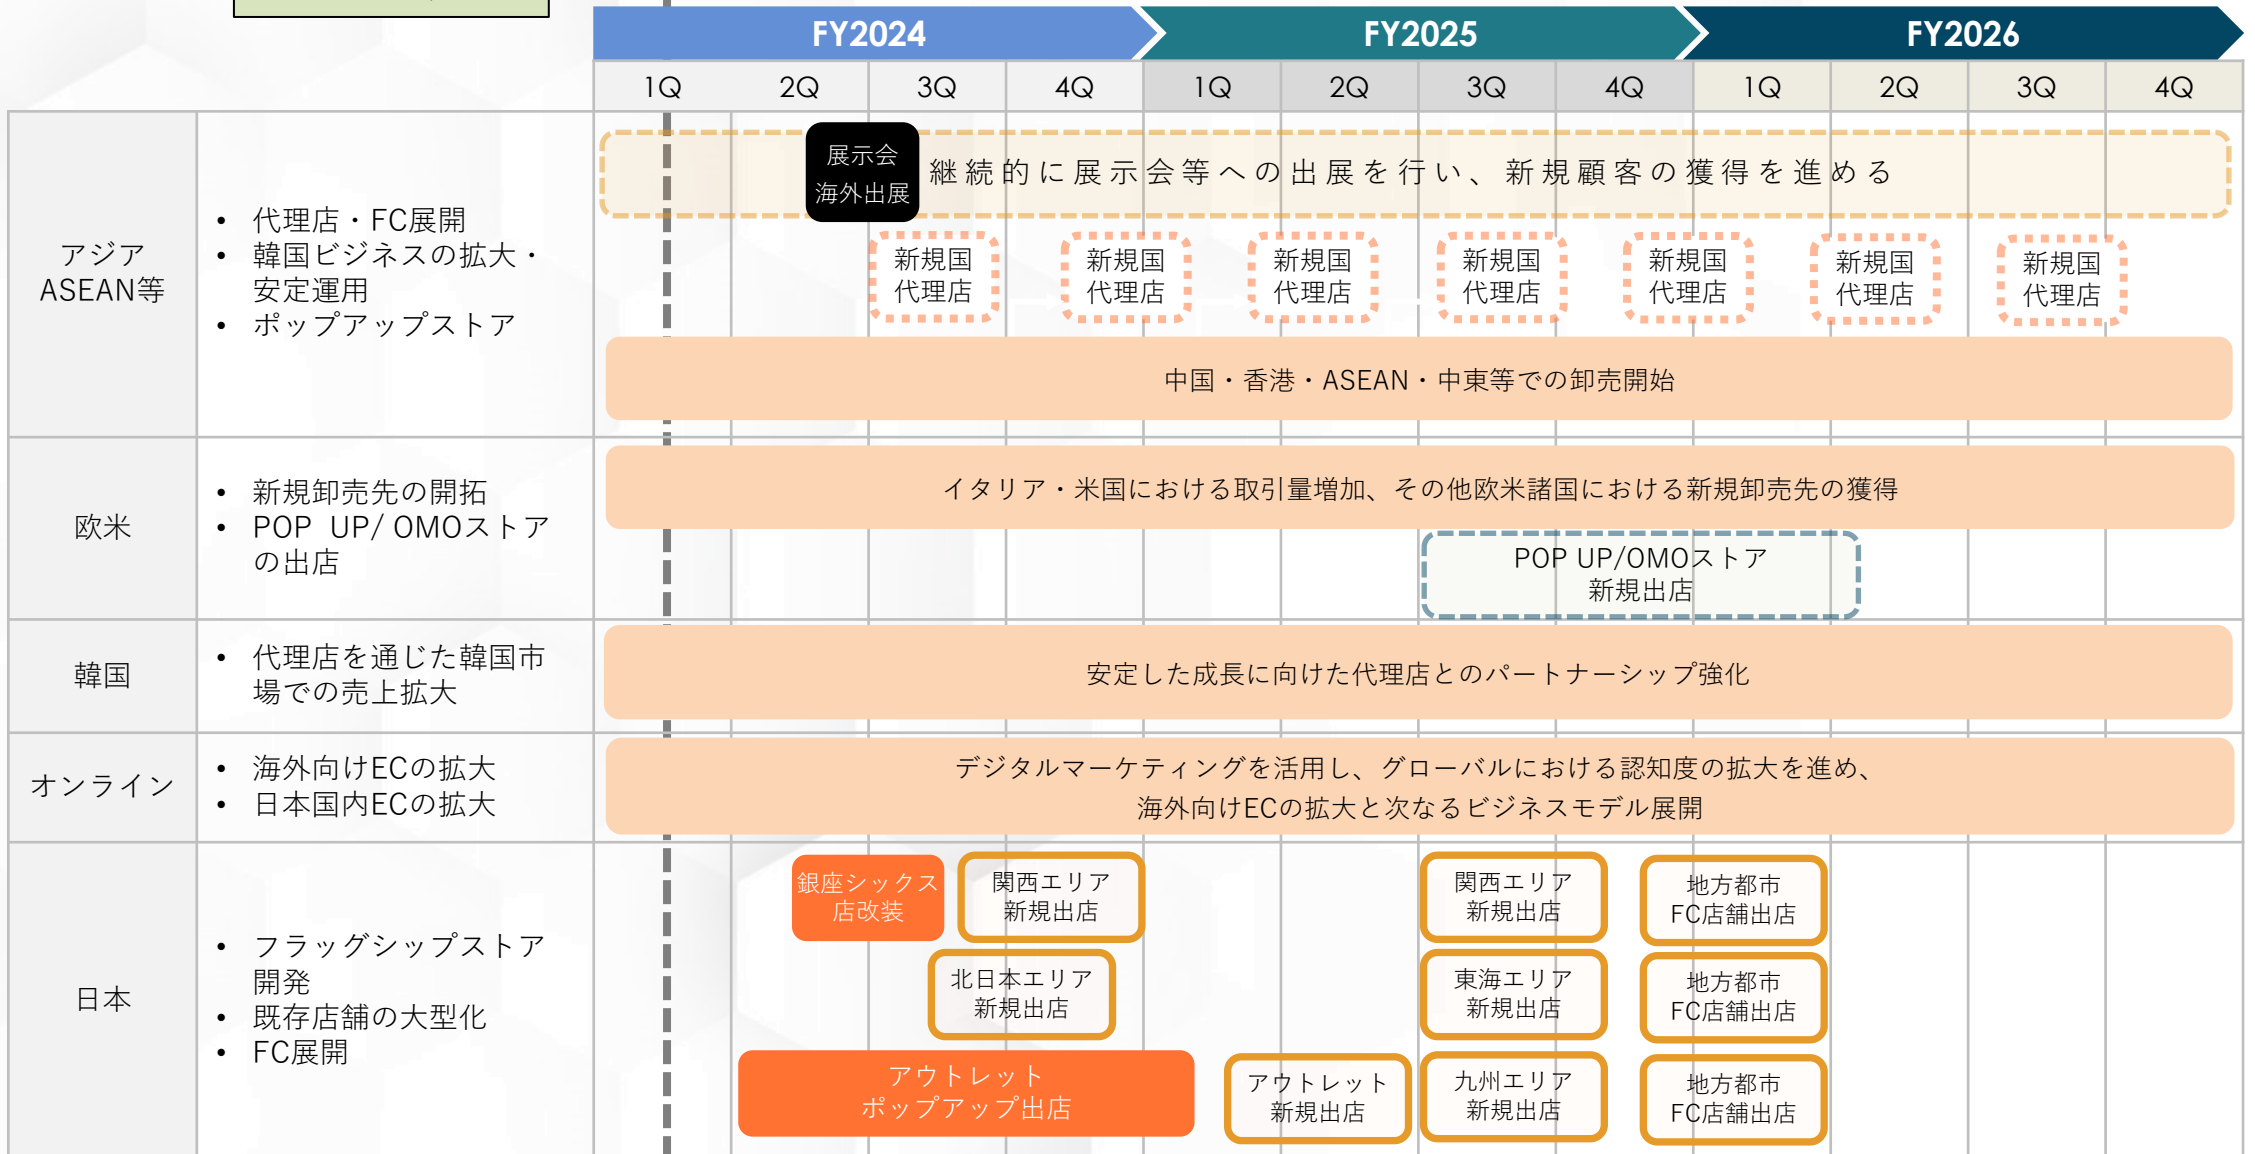 FY2024 FY2025 FY2026
1Q 2Q 3Q 4Q 1Q 2Q 3Q 4Q 1Q 2Q 3Q 4Q
アジア
ASEAN等
• 代理店・FC展開
• 韓国ビジネスの拡大・
安定運用
• ポップアップストア
展示会
海外出展
継続的に展示会等への出展を行い、新規顧客の獲得を進める
新規国
代理店
新規国
代理店
新規国
代理店
新規国
代理店
新規国
代理店
新規国
代理店
新規国
代理店
中国・香港・ASEAN・中東等での卸売開始
欧米
• 新規卸売先の開拓
• POP UP/ OMOストア
の出店
イタリア・米国における取引量増加、その他欧米諸国における新規卸売先の獲得
POP UP/OMOストア
新規出店
韓国
• 代理店を通じた韓国市
場での売上拡大
安定した成長に向けた代理店とのパートナーシップ強化
オンライン
• 海外向けECの拡大
• 日本国内ECの拡大
デジタルマーケティングを活用し、グローバルにおける認知度の拡大を進め、
海外向けECの拡大と次なるビジネスモデル展開
日本
• フラッグシップストア
開発
• 既存店舗の大型化
• FC展開
銀座シックス
店改装
関西エリア
新規出店
関西エリア
新規出店
地方都市
FC店舗出店
北日本エリア
新規出店
東海エリア
新規出店
地方都市
FC店舗出店
アウトレット
ポップアップ出店
アウトレット
新規出店
九州エリア
新規出店
地方都市
FC店舗出店